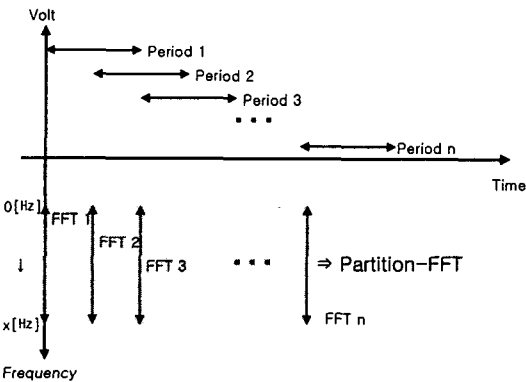 Volt
Period 1
Period 2
Period 3
▪ ▪ ▪
Period n
Time
0[Hz]
FFT 1
FFT 2
FFT 3
▪ ▪ ▪
⇒ Partition-FFT
↓
x[Hz]
FFT n
Frequency